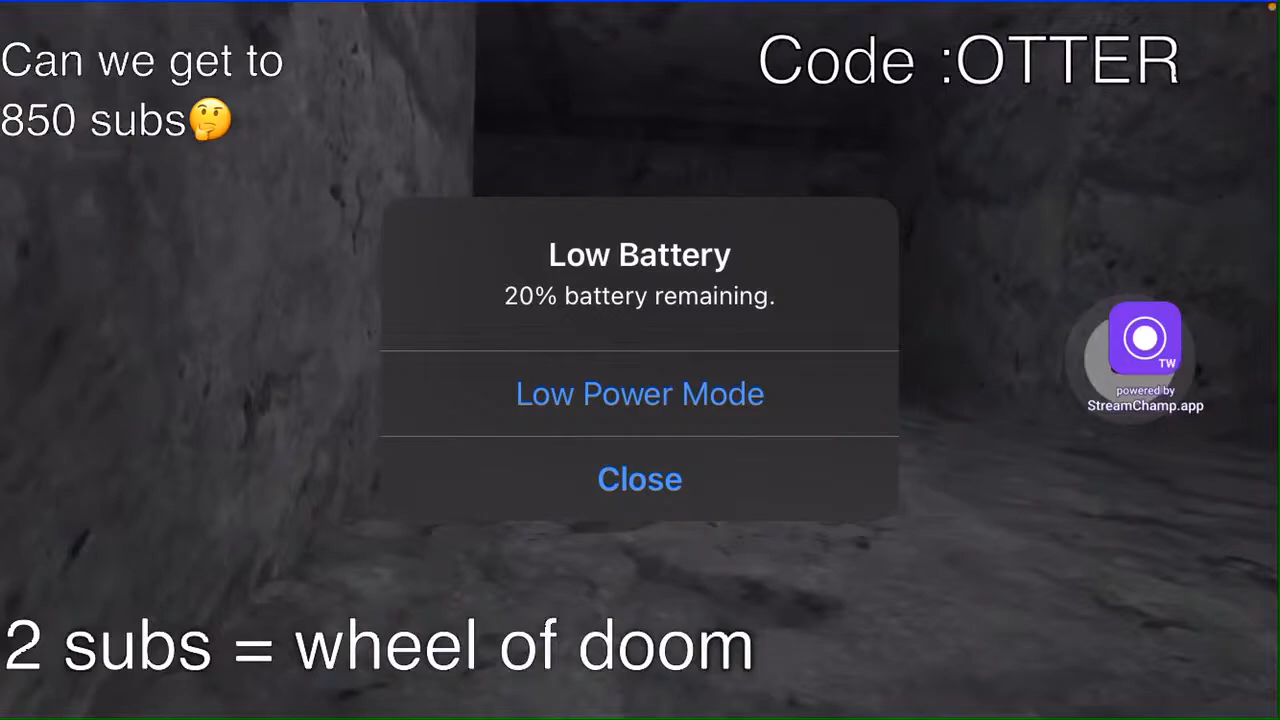 Can we get to
850 subs🤔
Code :OTTER
Low Battery
20% battery remaining.
Low Power Mode
Close
TW
powered by
StreamChamp.app
2 subs = wheel of doom